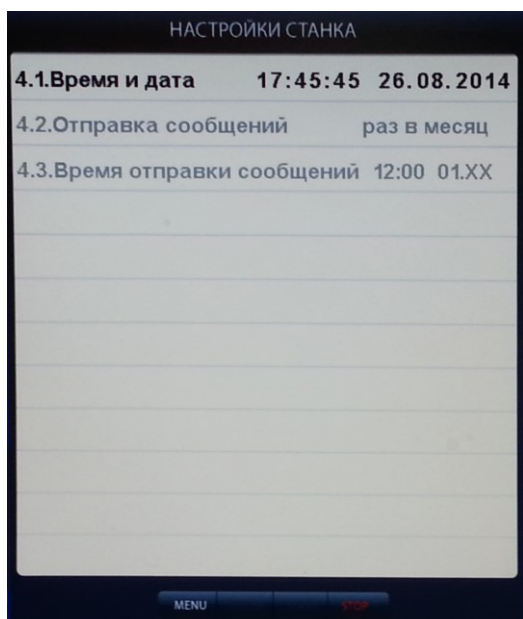 НАСТРОЙКИ СТАНКА
4.1.Время и дата 17:45:45 26.08.2014
4.2.Отправка сообщений раз в месяц
4.3.Время отправки сообщений 12:00 01.XX
MENU STOP